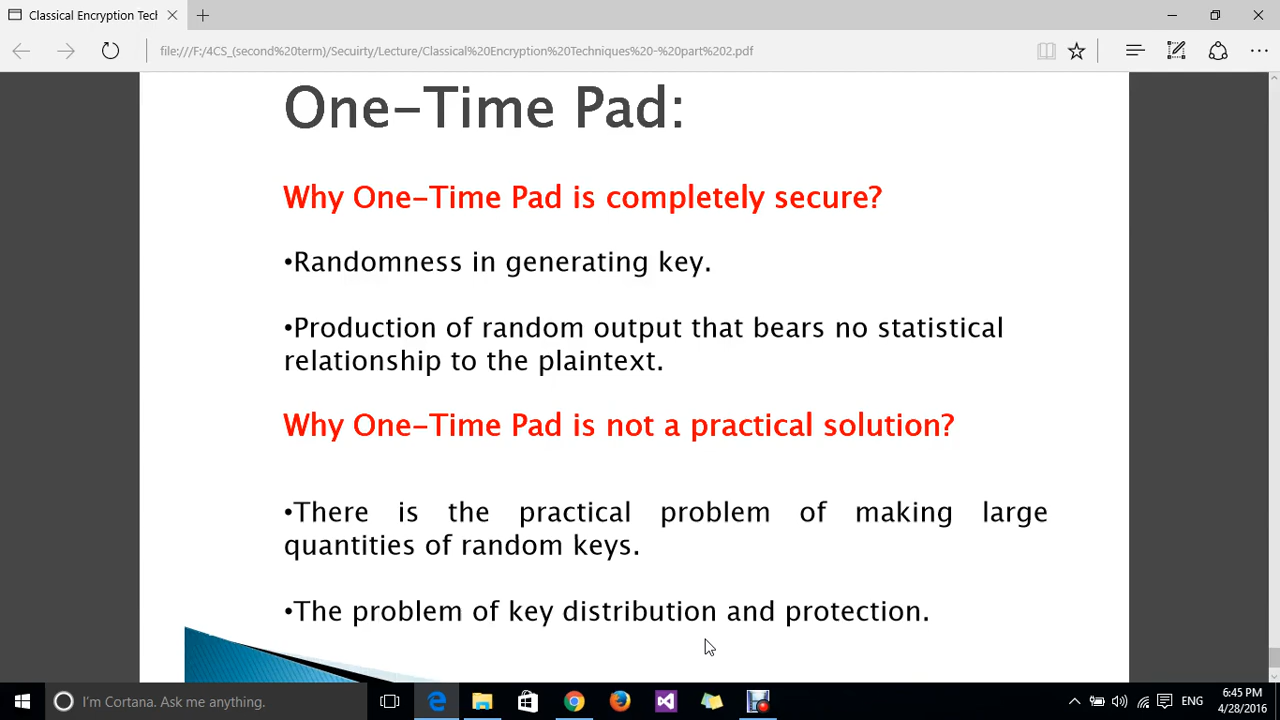 Classical Encryption Tech
file:///F:/4CS_(second%20term)/Secuirty/Lecture/Classical%20Encryption%20Techniques%20-%20part%202.pdf
One-Time Pad:
Why One-Time Pad is completely secure?
•Randomness in generating key.
•Production of random output that bears no statistical
relationship to the plaintext.
Why One-Time Pad is not a practical solution?
•There is the practical problem of making large
quantities of random keys.
•The problem of key distribution and protection.
I'm Cortana. Ask me anything.
ENG
6:45 PM
4/28/2016